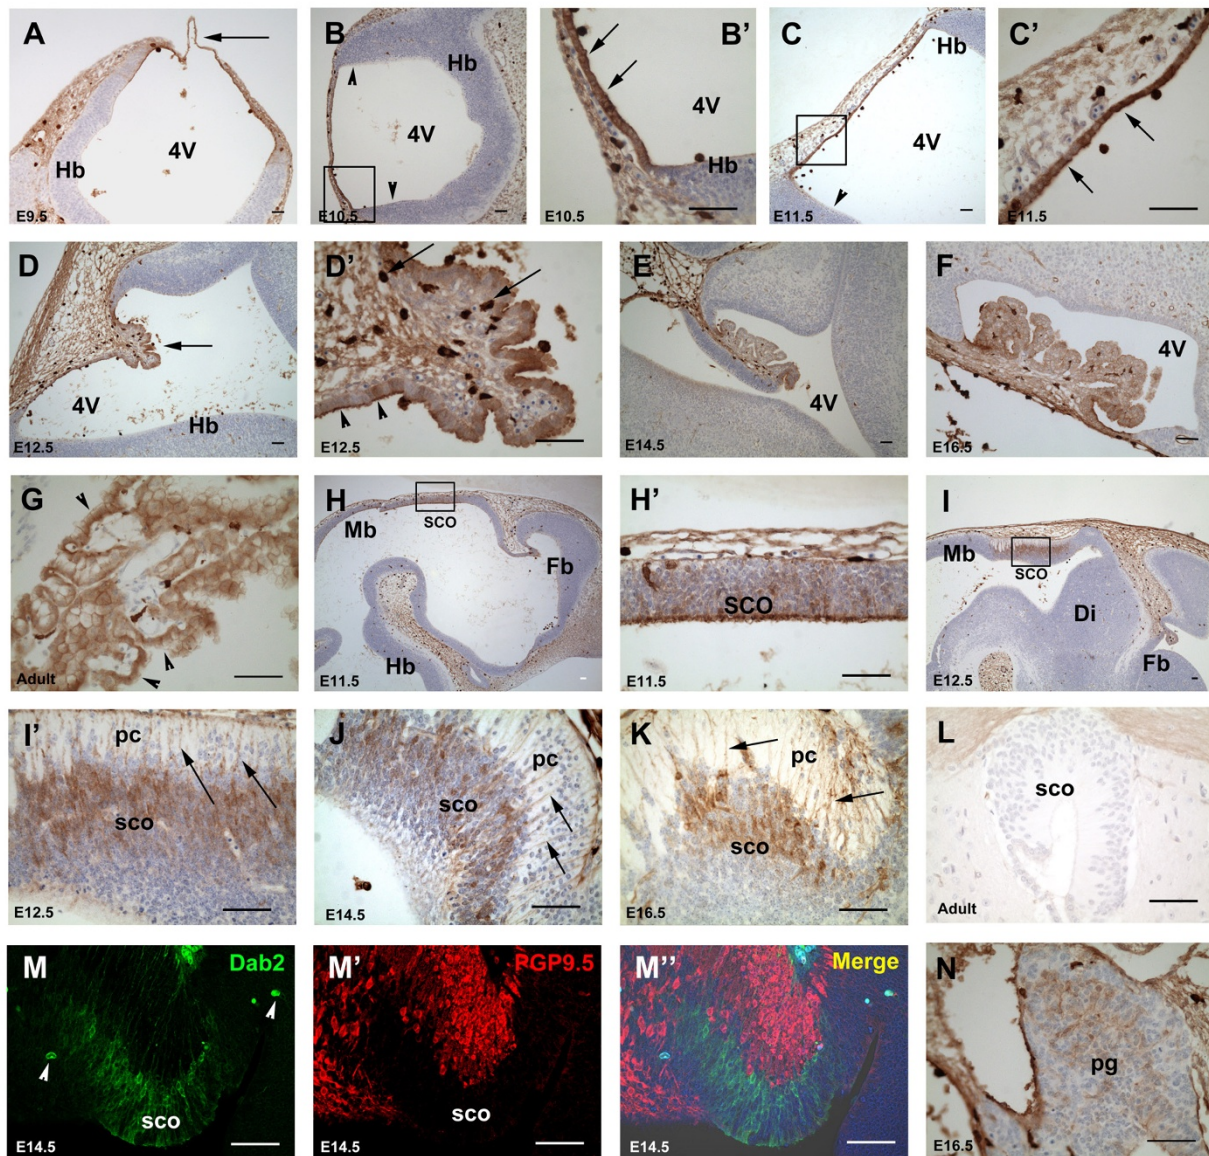 A
Hb
4V
E9.5
B
Hb
4V
E10.5
B’
4V
Hb
E10.5
C
Hb
4V
E11.5
C’
E11.5
D
4V
Hb
E12.5
D’
E12.5
E
4V
E14.5
F
4V
E16.5
G
Adult
H
Mb
SCO
Fb
Hb
E11.5
H’
SCO
E11.5
I
Mb
SCO
Di
Fb
E12.5
I’
pc
sco
E12.5
J
pc
sco
E14.5
K
pc
sco
E16.5
L
sco
Adult
M
Dab2
sco
E14.5
M’
PGP9.5
sco
E14.5
M’’
Merge
E14.5
N
pg
E16.5